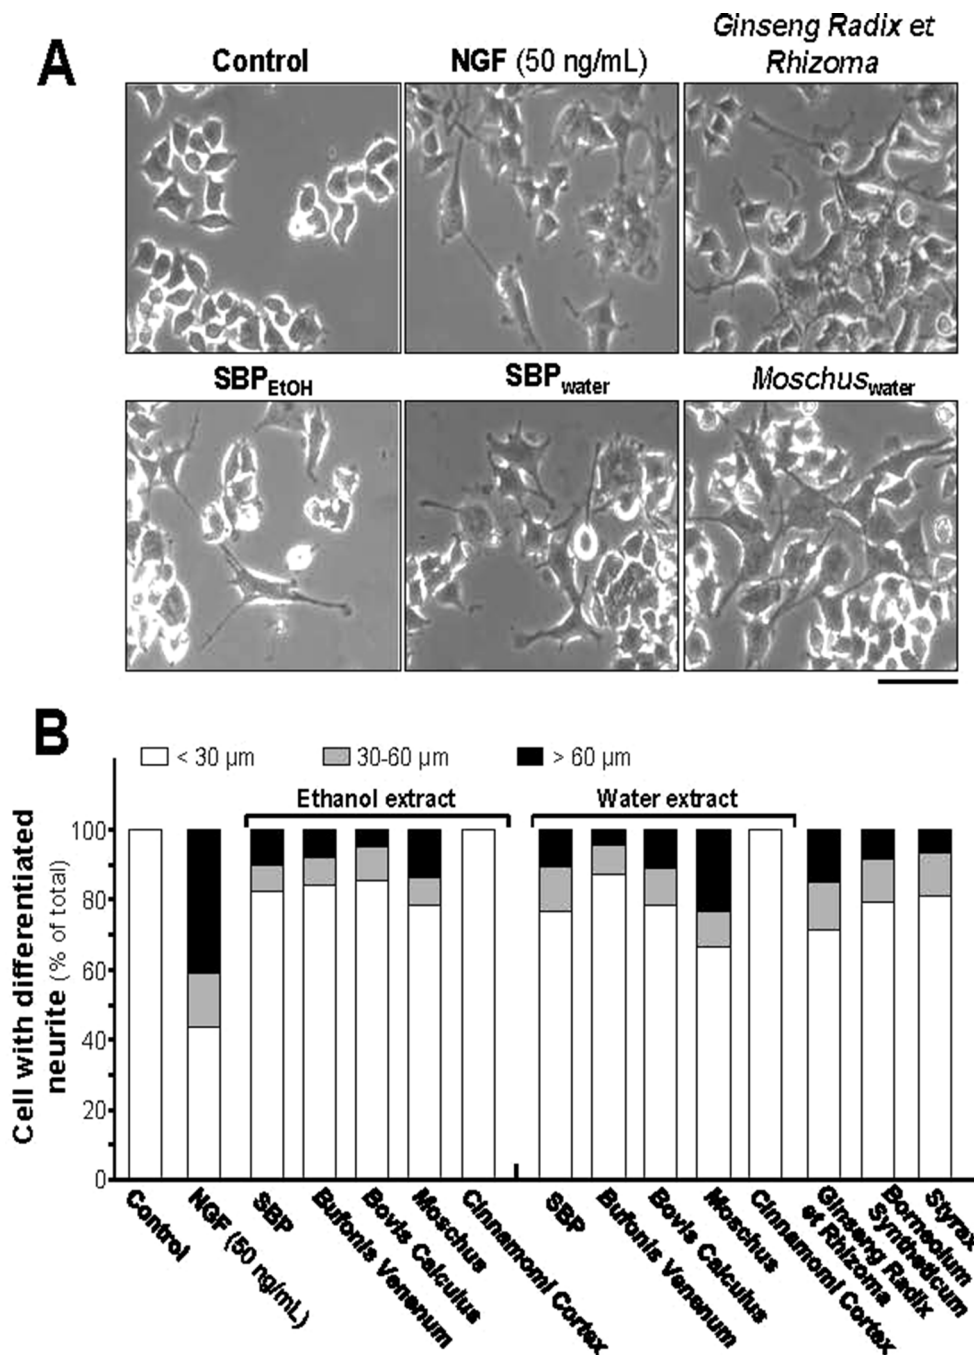 A
Control
NGF (50 ng/mL)
Ginseng Radix et
Rhizoma
SBPEtOH
SBPwater
Moschuswater
B
< 30 µm
30-60 µm
> 60 µm
Ethanol extract
Water extract
Cell with differentiated
neurite (% of total)
100
80
60
40
20
0
Control
NGF (50 ng/mL)
SBP
Bufonis Venenum
Bovis Calculus
Moschus
Cinnamomi Cortex
SBP
Bufonis Venenum
Bovis Calculus
Moschus
Cinnamomi Cortex
Ginseng Radix
et Rhizoma
Borneolum
Syntheticum
Styrax